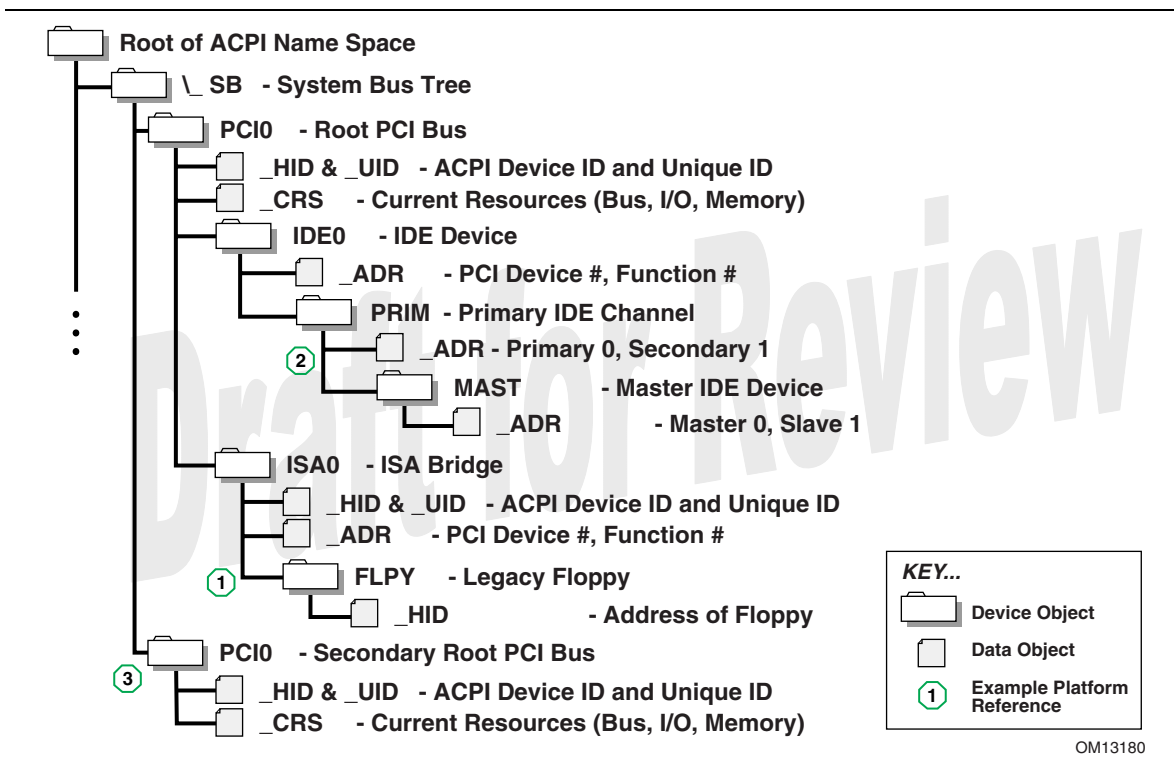 Root of ACPI Name Space
\_ SB - System Bus Tree
PCI0 - Root PCI Bus
_HID & _UID - ACPI Device ID and Unique ID
_CRS - Current Resources (Bus, I/O, Memory)
IDE0 - IDE Device
_ADR - PCI Device #, Function #
PRIM - Primary IDE Channel
2 _ADR - Primary 0, Secondary 1
MAST - Master IDE Device
_ADR - Master 0, Slave 1
ISA0 - ISA Bridge
_HID & _UID - ACPI Device ID and Unique ID
_ADR - PCI Device #, Function #
1 FLPY - Legacy Floppy
_HID - Address of Floppy
3 PCI0 - Secondary Root PCI Bus
_HID & _UID - ACPI Device ID and Unique ID
_CRS - Current Resources (Bus, I/O, Memory)
KEY...
Device Object
Data Object
1 Example Platform
Reference
OM13180
Draft for Review